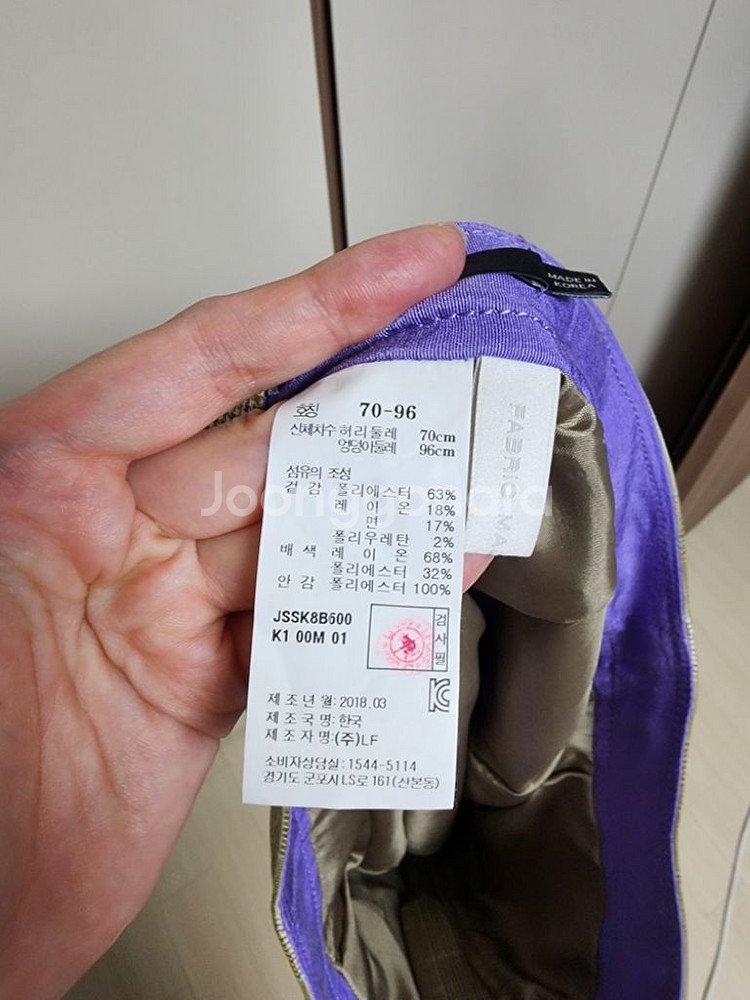 MADE IN
KOREA
호칭 70-96
신체치수 허리둘레 70cm
엉덩이둘레 96cm
섬유의 조성
겉감 폴리에스터 63%
레이온 18%
면 17%
폴리우레탄 2%
배색 레이온 68%
폴리에스터 32%
안감 폴리에스터 100%
JSSK8B600
K1 00M 01
검사필
제조년월: 2018.03
제조국명: 한국
제조자명: (주)LF
소비자상담실: 1544-5114
경기도 군포시 LS로 161(산본동)
FABRIC MA
Joonggonara